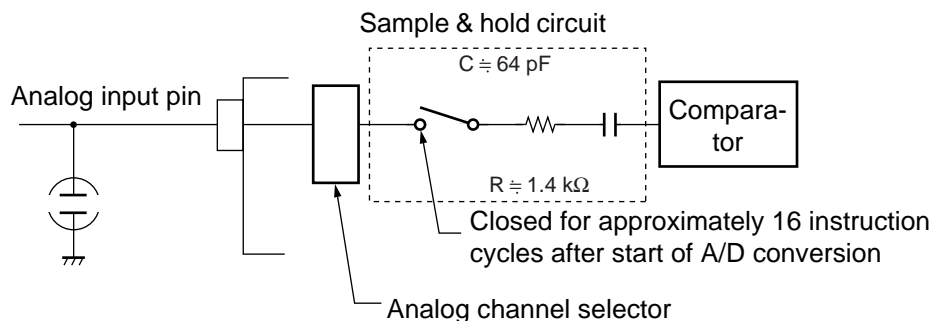 Sample & hold circuit
C ≒ 64 pF
Analog input pin
Compara-
tor
R ≒ 1.4 kΩ
Closed for approximately 16 instruction
cycles after start of A/D conversion
Analog channel selector